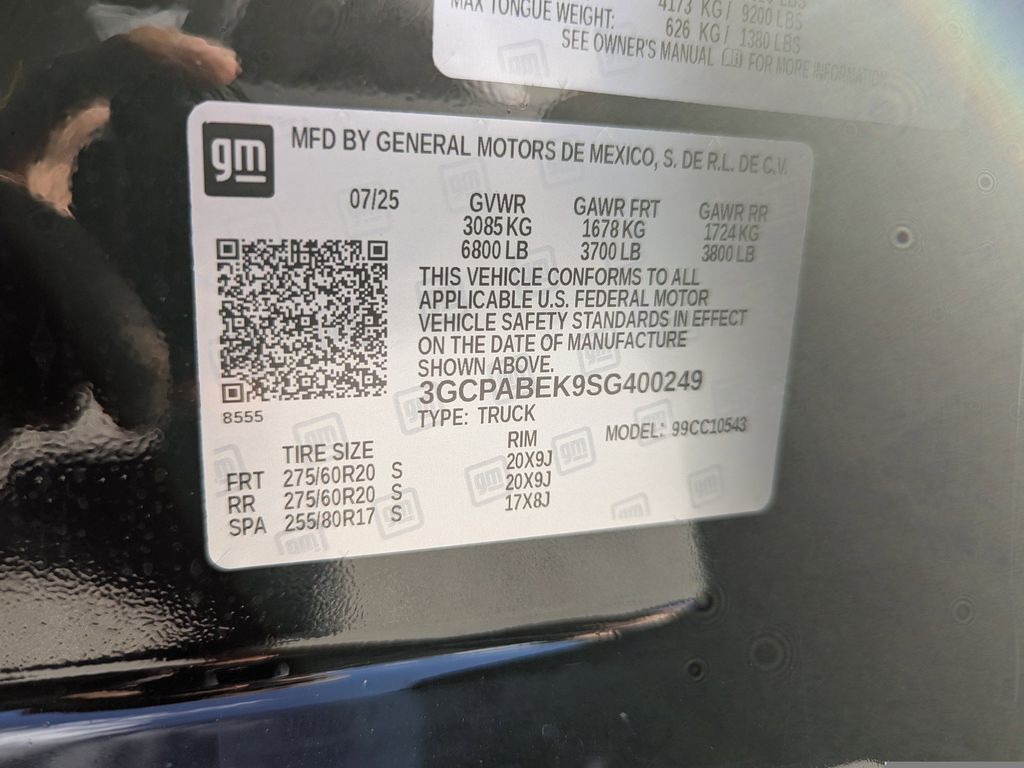 MAX TONGUE WEIGHT:
4173 KG / 9200 LBS
626 KG / 1380 LBS
SEE OWNER'S MANUAL FOR MORE INFORMATION
gm
MFD BY GENERAL MOTORS DE MEXICO, S. DE R.L. DE C.V.
07/25
GVWR GAWR FRT GAWR RR
3085 KG 1678 KG 1724 KG
6800 LB 3700 LB 3800 LB
THIS VEHICLE CONFORMS TO ALL
APPLICABLE U.S. FEDERAL MOTOR
VEHICLE SAFETY STANDARDS IN EFFECT
ON THE DATE OF MANUFACTURE
SHOWN ABOVE.
3GCPABEK9SG400249
8555
TYPE: TRUCK
MODEL: 99CC10543
TIRE SIZE RIM
FRT 275/60R20 S 20X9J
RR 275/60R20 S 20X9J
SPA 255/80R17 S 17X8J